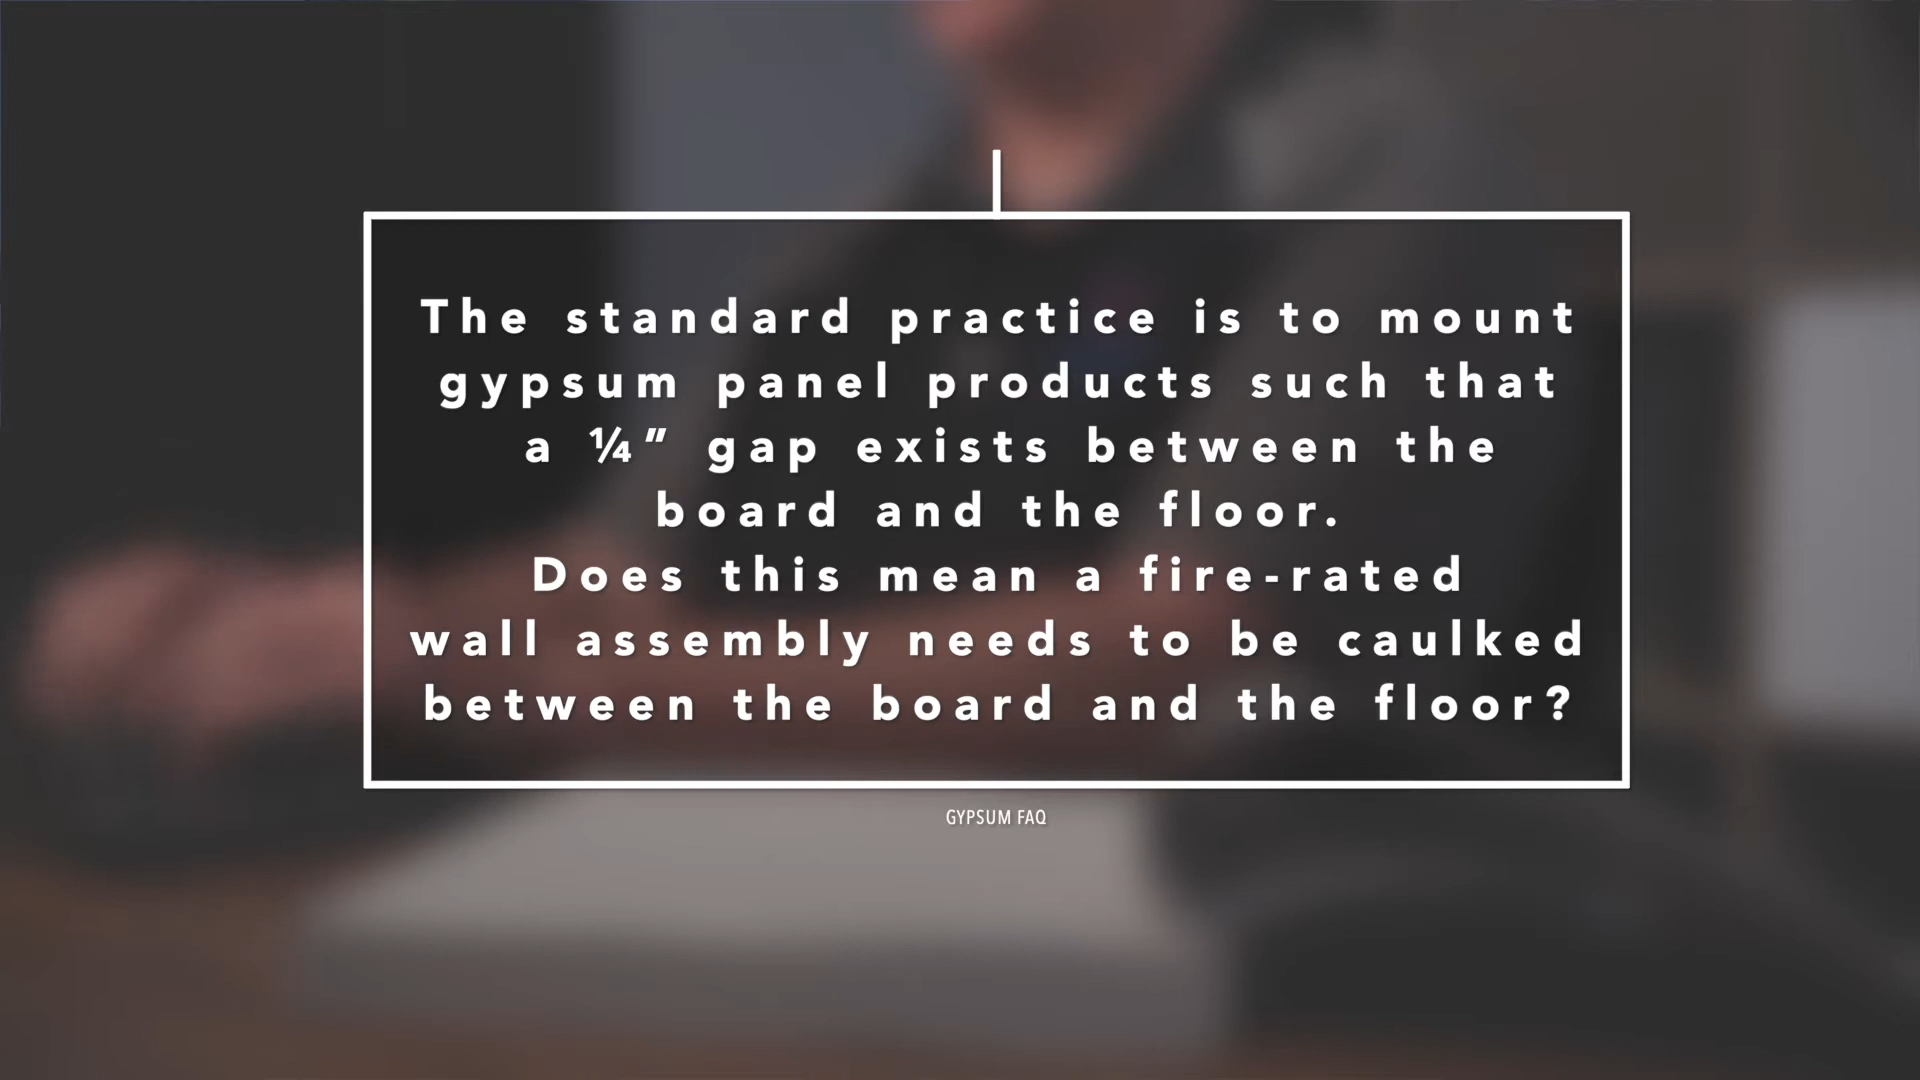 The standard practice is to mount
gypsum panel products such that
a ¼" gap exists between the
board and the floor.
Does this mean a fire-rated
wall assembly needs to be caulked
between the board and the floor?
GYPSUM FAQ